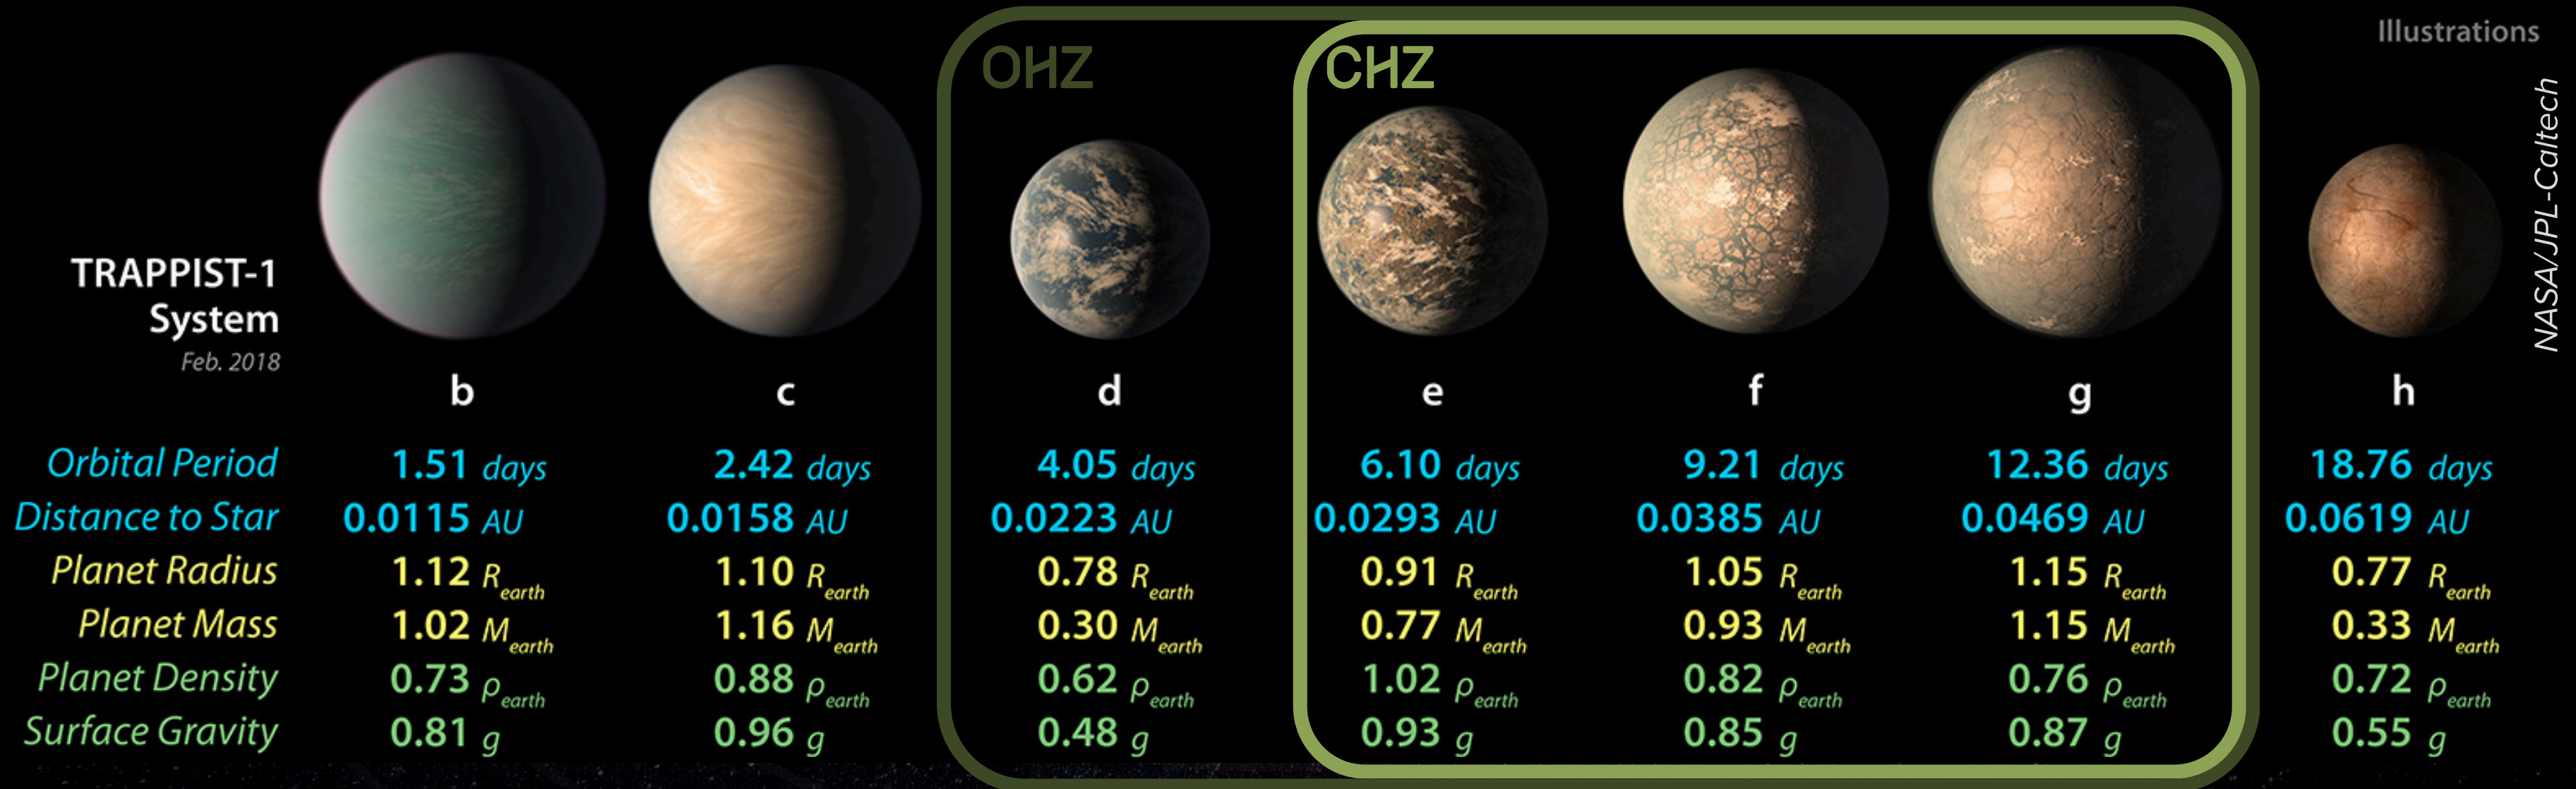 OHZ
CHZ
Illustrations
NASA/JPL-Caltech
TRAPPIST-1
System
Feb. 2018
b c d e f g h
Orbital Period 1.51 days 2.42 days 4.05 days 6.10 days 9.21 days 12.36 days 18.76 days
Distance to Star 0.0115 AU 0.0158 AU 0.0223 AU 0.0293 AU 0.0385 AU 0.0469 AU 0.0619 AU
Planet Radius 1.12 Rearth 1.10 Rearth 0.78 Rearth 0.91 Rearth 1.05 Rearth 1.15 Rearth 0.77 Rearth
Planet Mass 1.02 Mearth 1.16 Mearth 0.30 Mearth 0.77 Mearth 0.93 Mearth 1.15 Mearth 0.33 Mearth
Planet Density 0.73 ρearth 0.88 ρearth 0.62 ρearth 1.02 ρearth 0.82 ρearth 0.76 ρearth 0.72 ρearth
Surface Gravity 0.81 g 0.96 g 0.48 g 0.93 g 0.85 g 0.87 g 0.55 g